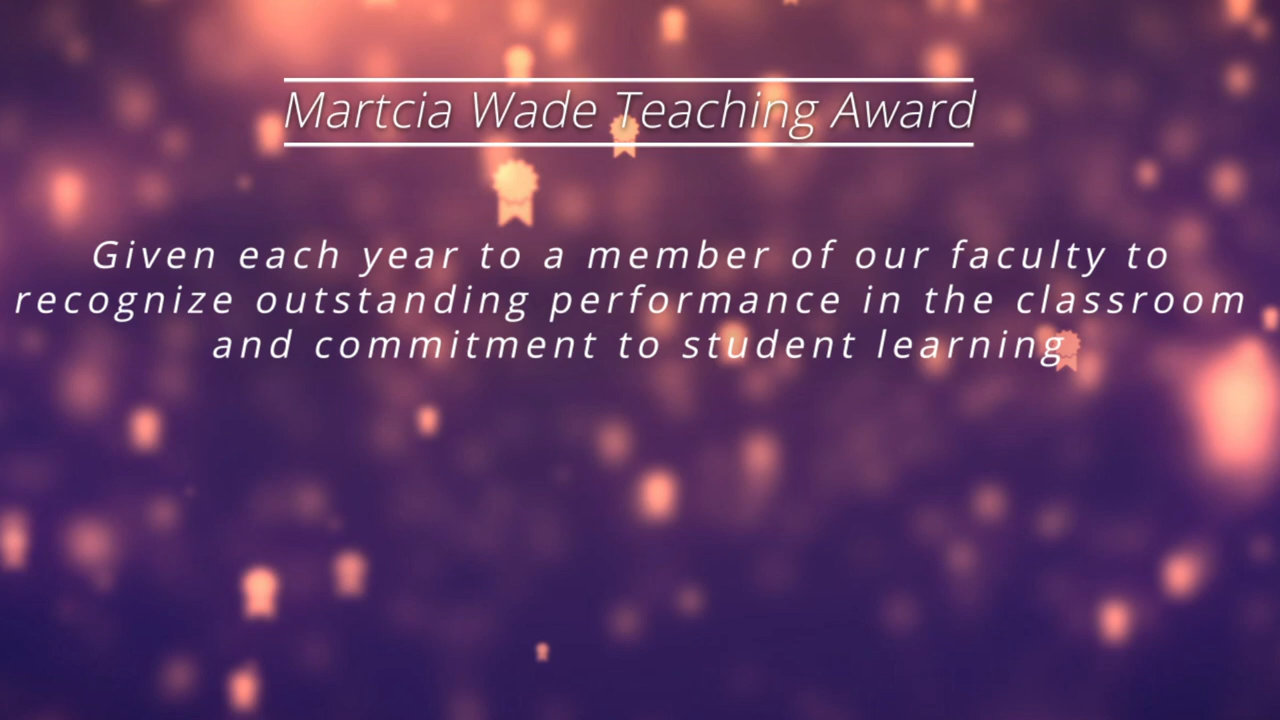 Martcia Wade Teaching Award
Given each year to a member of our faculty to
recognize outstanding performance in the classroom
and commitment to student learning